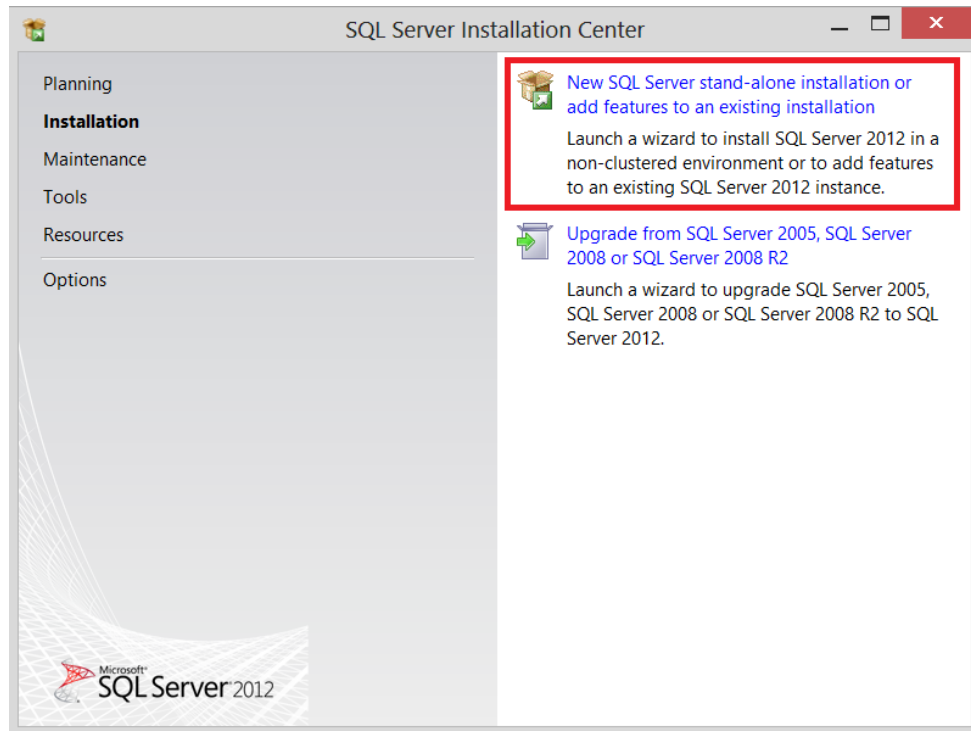 SQL Server Installation Center
Planning
Installation
Maintenance
Tools
Resources
Options
New SQL Server stand-alone installation or
add features to an existing installation
Launch a wizard to install SQL Server 2012 in a
non-clustered environment or to add features
to an existing SQL Server 2012 instance.
Upgrade from SQL Server 2005, SQL Server
2008 or SQL Server 2008 R2
Launch a wizard to upgrade SQL Server 2005,
SQL Server 2008 or SQL Server 2008 R2 to SQL
Server 2012.
Microsoft®
SQL Server® 2012